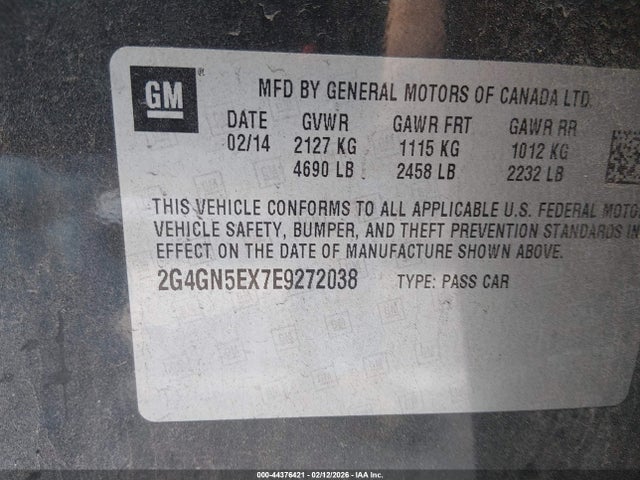 GM
MFD BY GENERAL MOTORS OF CANADA LTD.
DATE GVWR GAWR FRT GAWR RR
02/14 2127 KG 1115 KG 1012 KG
4690 LB 2458 LB 2232 LB
THIS VEHICLE CONFORMS TO ALL APPLICABLE U.S. FEDERAL MOTO
VEHICLE SAFETY, BUMPER, AND THEFT PREVENTION STANDARDS IN
EFFECT ON THE DATE OF MANUFACTURE SHOWN ABOVE.
2G4GN5EX7E9272038 TYPE: PASS CAR
000-44376421 | 02/12/2026 | IAA Inc.